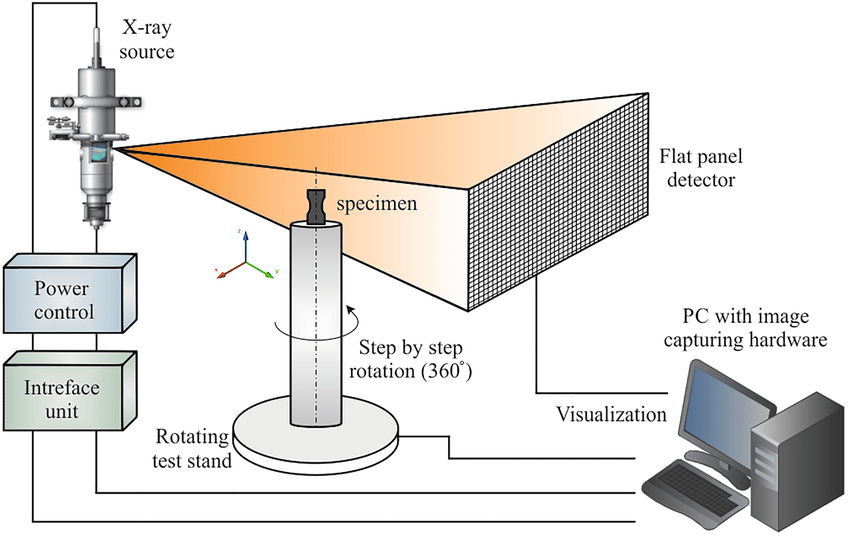 X-ray
source
Flat panel
detector
specimen
z
x
y
Power
control
Intreface
unit
Step by step
rotation (360°)
Rotating
test stand
PC with image
capturing hardware
Visualization